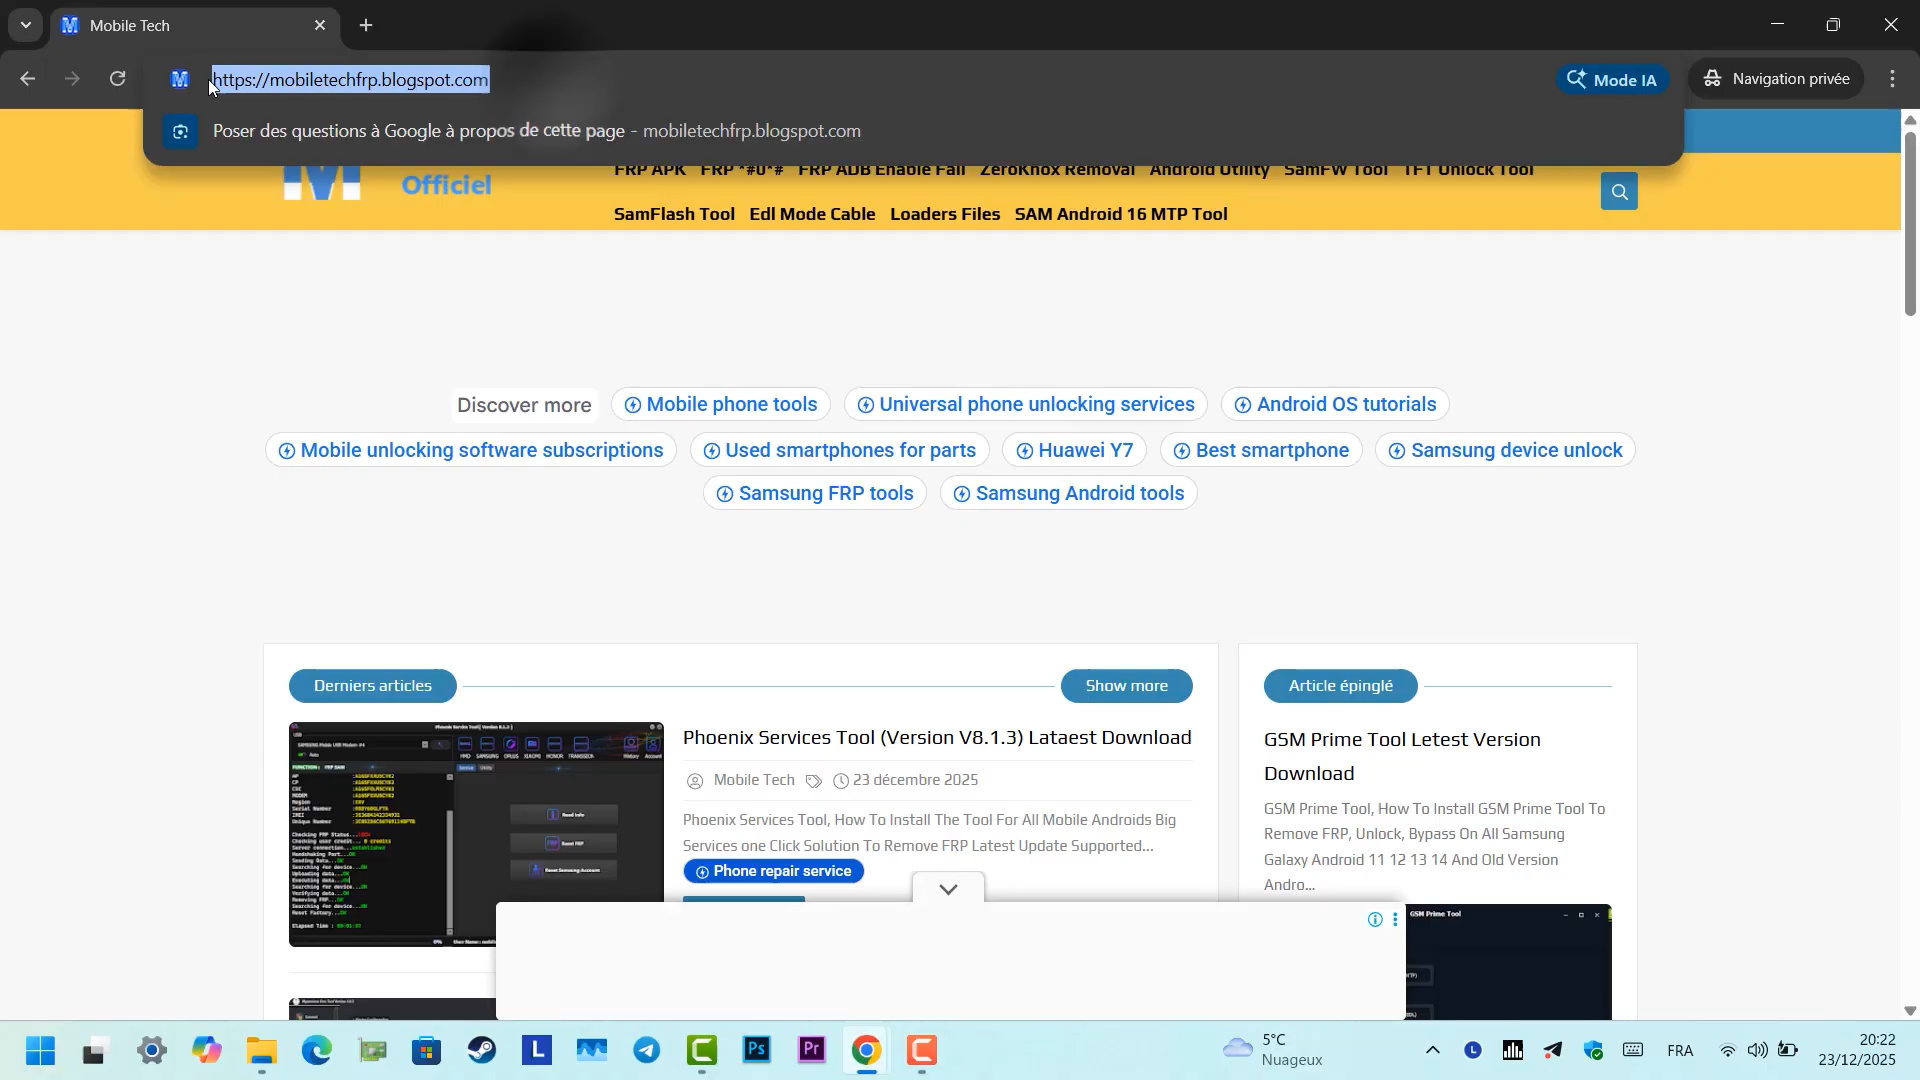 Mobile Tech
https://mobiletechfrp.blogspot.com
Mode IA
Navigation privée
Poser des questions à Google à propos de cette page - mobiletechfrp.blogspot.com
Officiel
FRP APK FRP *#0*# FRP ADB Enable Fail ZeroKnox Removal Android Utility SamFW Tool TFT Unlock Tool
SamFlash Tool Edl Mode Cable Loaders Files SAM Android 16 MTP Tool
Discover more
Mobile phone tools
Universal phone unlocking services
Android OS tutorials
Mobile unlocking software subscriptions
Used smartphones for parts
Huawei Y7
Best smartphone
Samsung device unlock
Samsung FRP tools
Samsung Android tools
Derniers articles
Show more
Phoenix Services Tool (Version V8.1.3) Lataest Download
Mobile Tech
23 décembre 2025
Phoenix Services Tool, How To Install The Tool For All Mobile Androids Big
Services one Click Solution To Remove FRP Latest Update Supported...
Phone repair service
Article épinglé
GSM Prime Tool Letest Version
Download
GSM Prime Tool, How To Install GSM Prime Tool To
Remove FRP, Unlock, Bypass On All Samsung
Galaxy Android 11 12 13 14 And Old Version
Andro...
GSM Prime Tool
Read Info
Reset FRP
Reset Samsung Account
5°C
Nuageux
FRA
20:22
23/12/2025